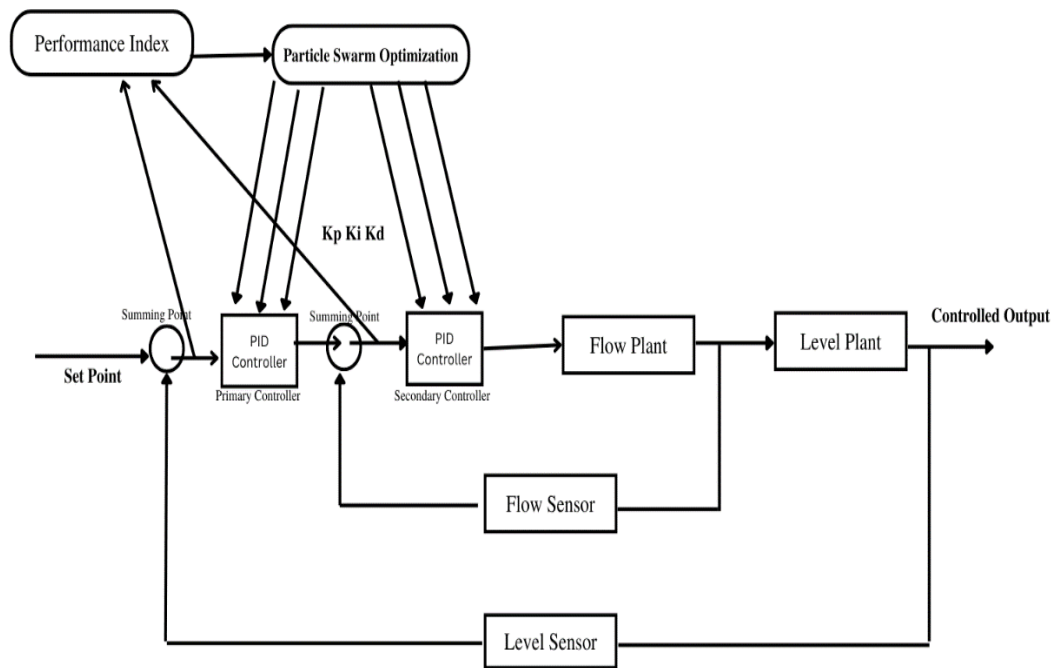 Performance Index
Particle Swarm Optimization
Kp Ki Kd
Summing Point
Summing Point
PID
Controller
PID
Controller
Flow Plant
Level Plant
Controlled Output
Set Point
Primary Controller
Secondary Controller
Flow Sensor
Level Sensor